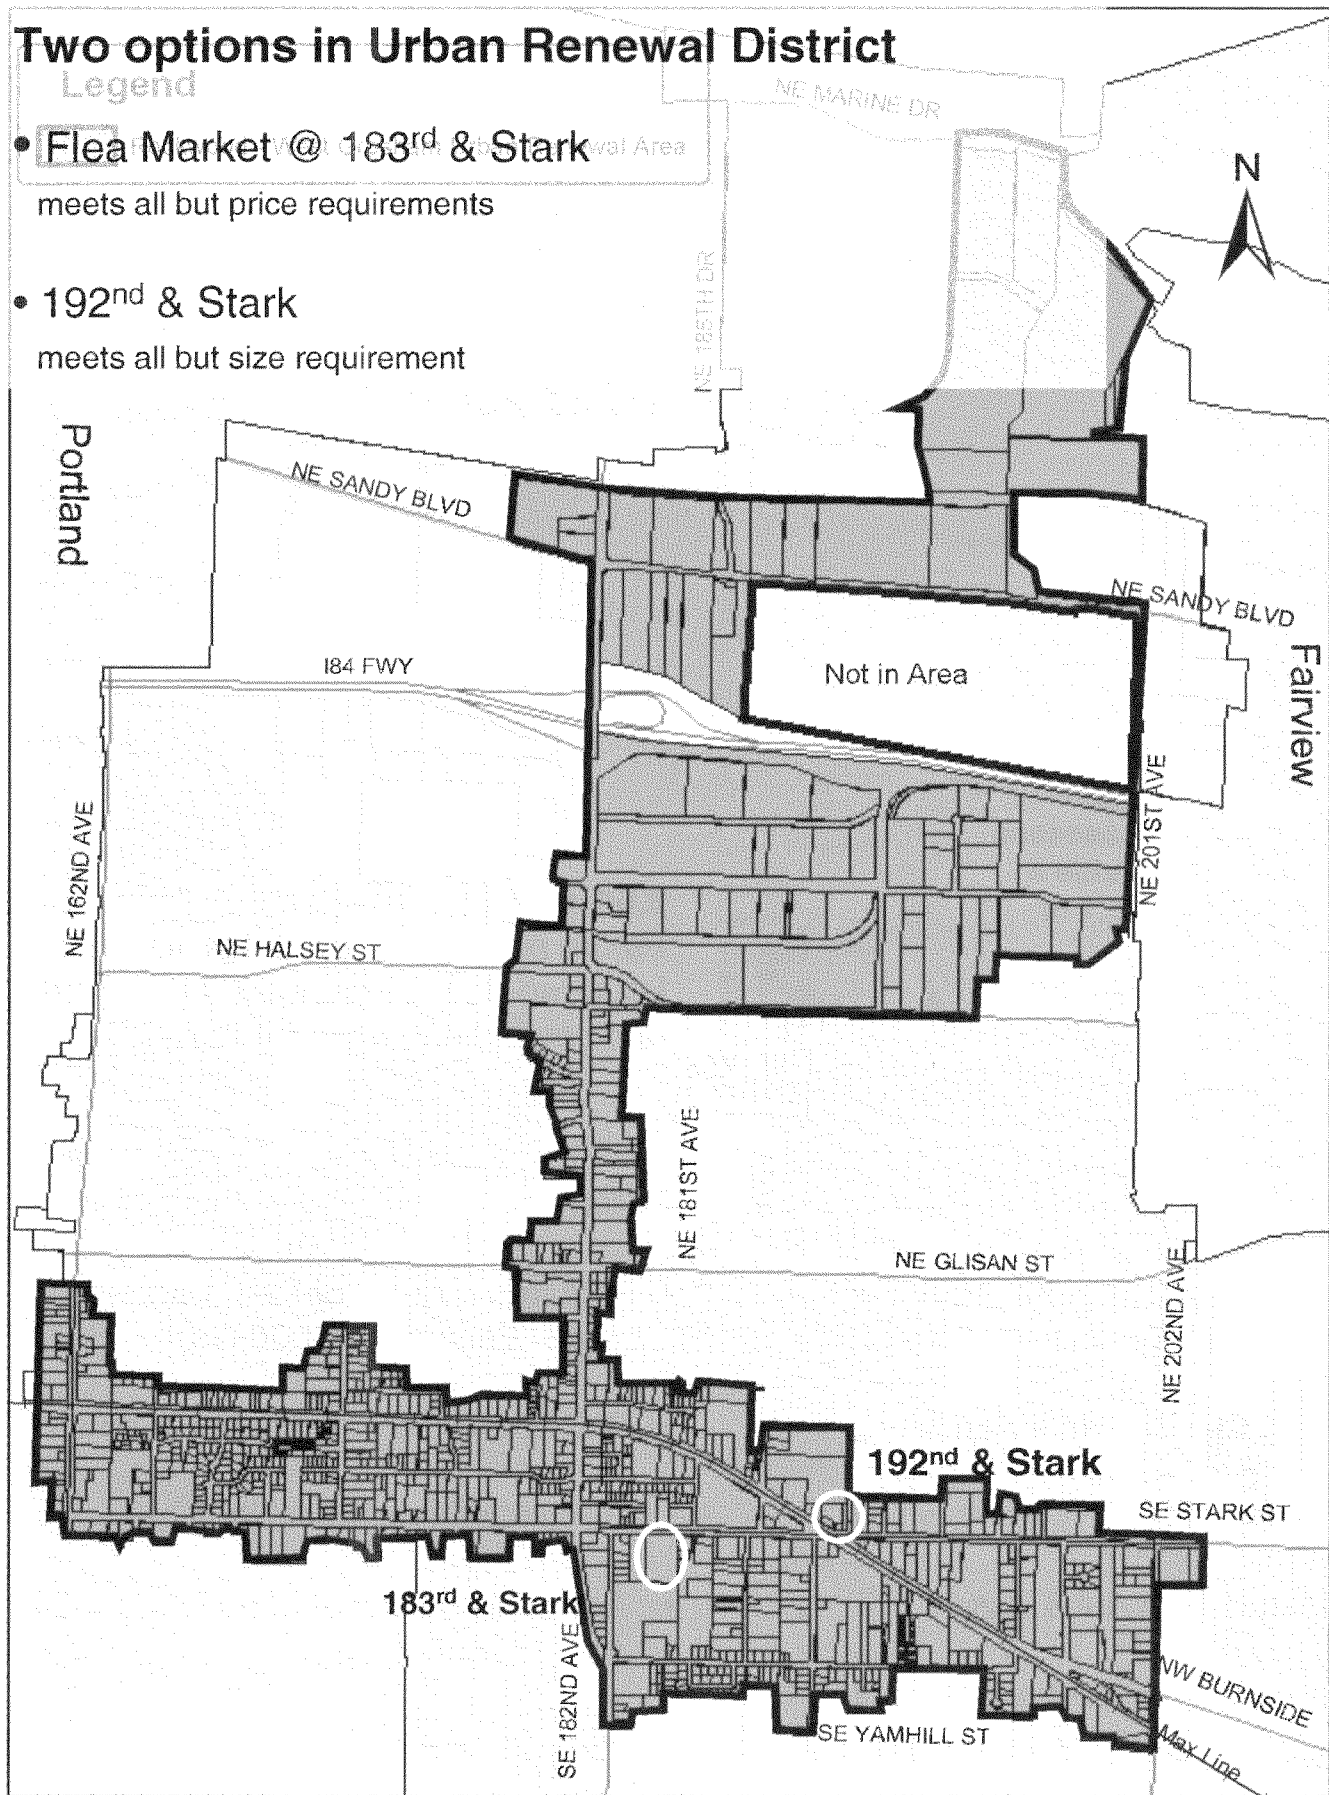 Two options in Urban Renewal District
Legend
• Flea Market @ 183rd & Stark
meets all but price requirements
• 192nd & Stark
meets all but size requirement
NE MARINE DR
N
NE 185TH DR
Portland
NE SANDY BLVD
NE SANDY BLVD
I84 FWY
Not in Area
Fairview
NE 162ND AVE
NE 201ST AVE
NE HALSEY ST
NE 181ST AVE
NE GLISAN ST
NE 202ND AVE
192nd & Stark
SE STARK ST
183rd & Stark
SE 182ND AVE
NW BURNSIDE
SE YAMHILL ST
Max Line